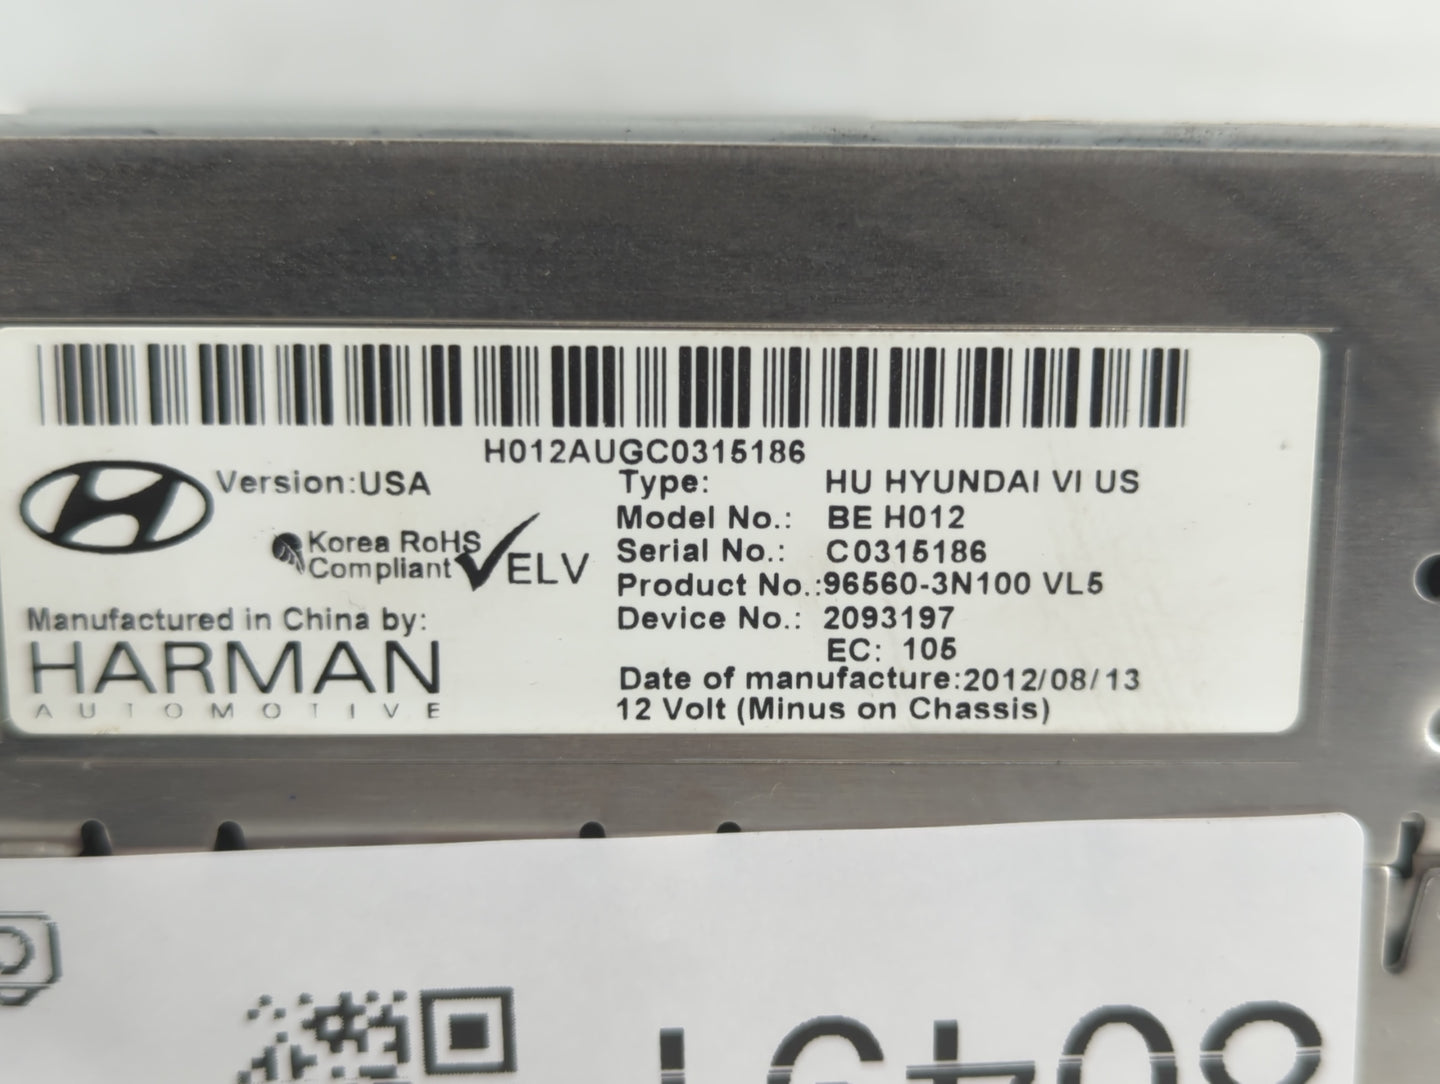 H012AUGC0315186
Version:USA
Korea RoHS
Compliant
ELV
Manufactured in China by:
HARMAN
AUTOMOTIVE
Type: HU HYUNDAI VI US
Model No.: BE H012
Serial No.: C0315186
Product No.:96560-3N100 VL5
Device No.: 2093197
EC: 105
Date of manufacture:2012/08/13
12 Volt (Minus on Chassis)